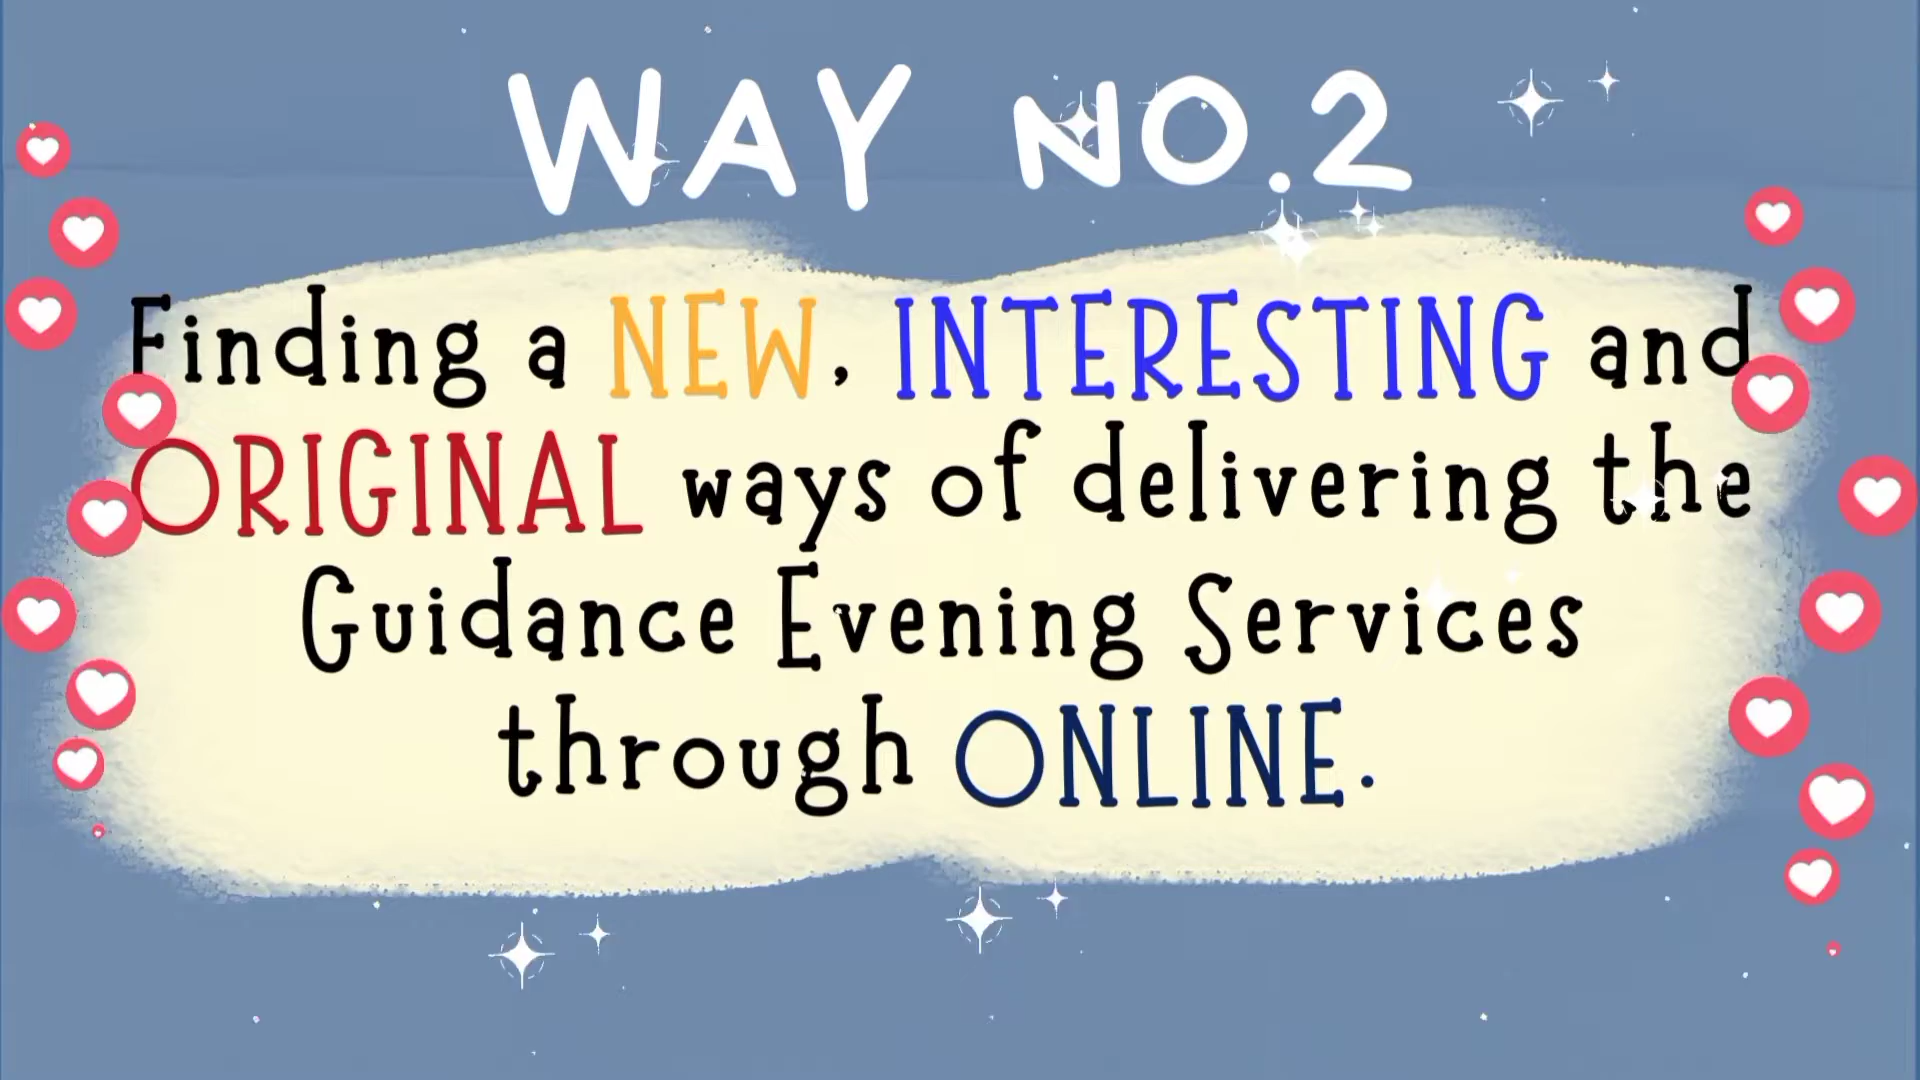 WAY NO.2
Finding a NEW, INTERESTING and
ORIGINAL ways of delivering the
Guidance Evening Services
through ONLINE.